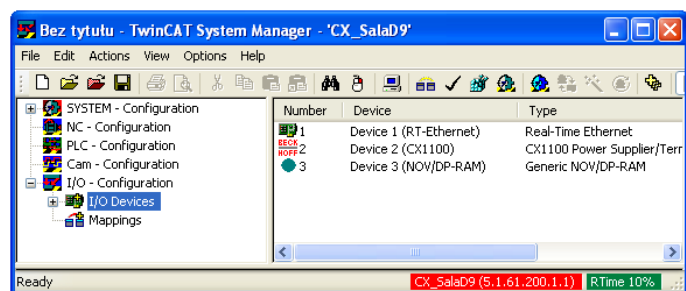 Bez tytułu - TwinCAT System Manager - 'CX_SalaD9'
File Edit Actions View Options Help
SYSTEM - Configuration
NC - Configuration
PLC - Configuration
Cam - Configuration
I/O - Configuration
I/O Devices
Mappings
Number Device Type
1 Device 1 (RT-Ethernet) Real-Time Ethernet
BECK HOFF 2 Device 2 (CX1100) CX1100 Power Supplier/Terr
3 Device 3 (NOV/DP-RAM) Generic NOV/DP-RAM
Ready CX_SalaD9 (5.1.61.200.1.1) RTime 10%